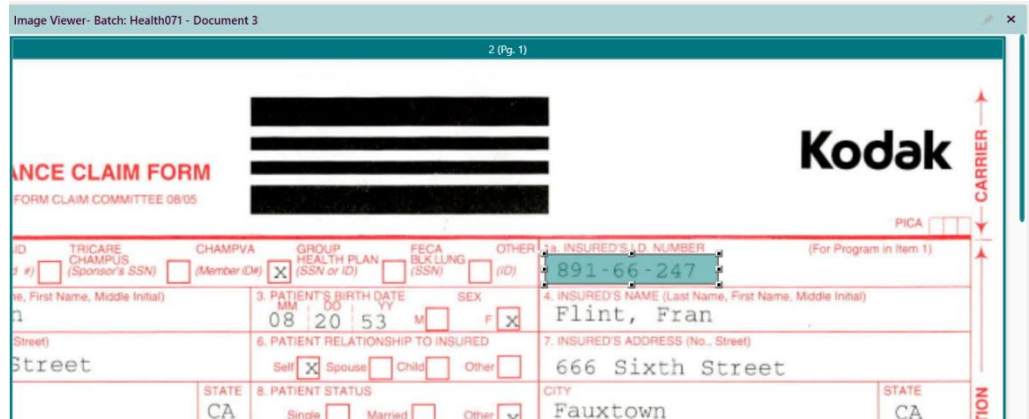 Image Viewer- Batch: Health071 - Document 3
2 (Pg. 1)
Kodak
CARRIER
ANCE CLAIM FORM
FORM CLAIM COMMITTEE 08/05
PICA
TRICARE CHAMPUS (Sponsor's SSN)
CHAMPVA (Member ID#)
X
GROUP HEALTH PLAN (SSN or ID)
FECA BLK LUNG (SSN)
OTHER (ID)
1a. INSURED'S I.D. NUMBER
(For Program in Item 1)
891-66-247
e, First Name, Middle Initial)
3. PATIENT'S BIRTH DATE
SEX
MM DD YY
08 20 53
M
F X
4. INSURED'S NAME (Last Name, First Name, Middle Initial)
Flint, Fran
Street)
Street
6. PATIENT RELATIONSHIP TO INSURED
Self X Spouse Child Other
7. INSURED'S ADDRESS (No., Street)
666 Sixth Street
STATE
CA
8. PATIENT STATUS
Single Married Other
CITY
Fauxtown
STATE
CA